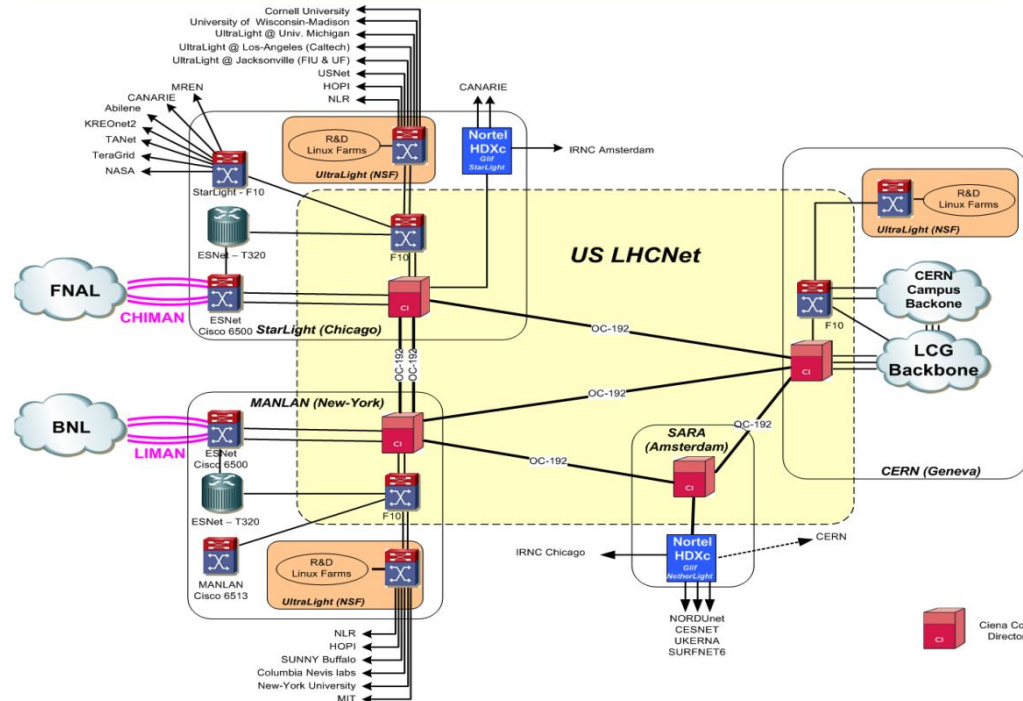 Cornell University
University of Wisconsin-Madison
UltraLight @ Univ. Michigan
UltraLight @ Los-Angeles (Caltech)
UltraLight @ Jacksonville (FIU & UF)
USNet
HOPI
NLR
MREN
CANARIE
Abilene
KREOnet2
TANet
TeraGrid
NASA
StarLight - F10
R&D
Linux Farms
UltraLight (NSF)
CANARIE
Nortel
HDXc
Glif
StarLight
IRNC Amsterdam
ESNet – T320
F10
FNAL
CHIMAN
ESNet
Cisco 6500
StarLight (Chicago)
CI
US LHCNet
R&D
Linux Farms
UltraLight (NSF)
CERN
Campus
Backone
F10
LCG
Backbone
CI
CERN (Geneva)
OC-192
OC-192
OC-192
OC-192
OC-192
OC-192
MANLAN (New-York)
BNL
LIMAN
ESNet
Cisco 6500
CI
ESNet – T320
F10
MANLAN
Cisco 6513
R&D
Linux Farms
UltraLight (NSF)
SARA
(Amsterdam)
CI
IRNC Chicago
Nortel
HDXc
Glif
NetherLight
CERN
NORDUnet
CESNET
UKERNA
SURFNET6
NLR
HOPI
SUNNY Buffalo
Columbia Nevis labs
New-York University
MIT
CI
Ciena Co
Director